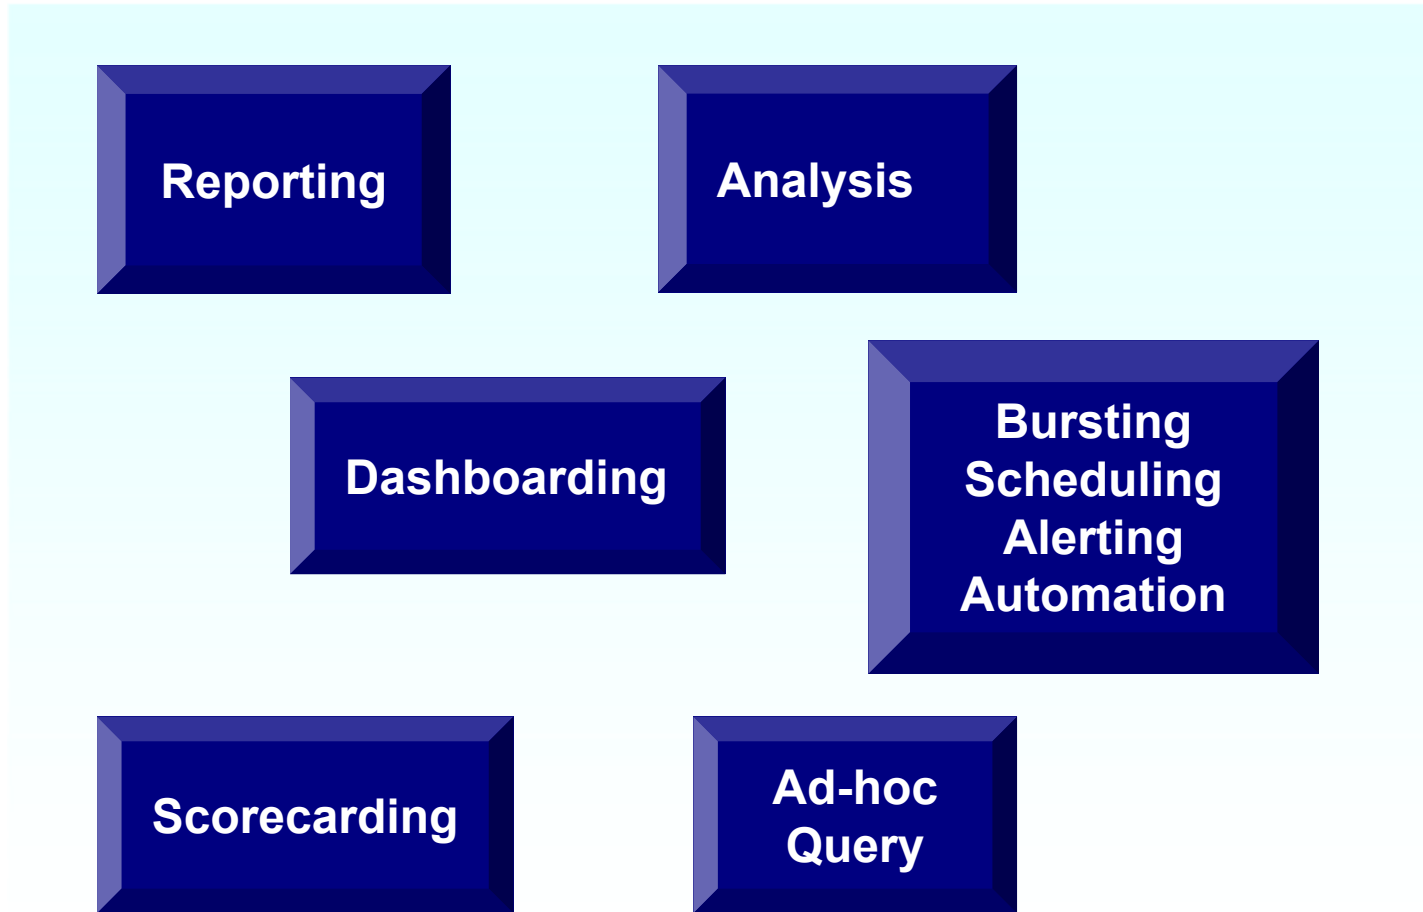 Reporting
Analysis
Dashboarding
Bursting
Scheduling
Alerting
Automation
Scorecarding
Ad-hoc
Query